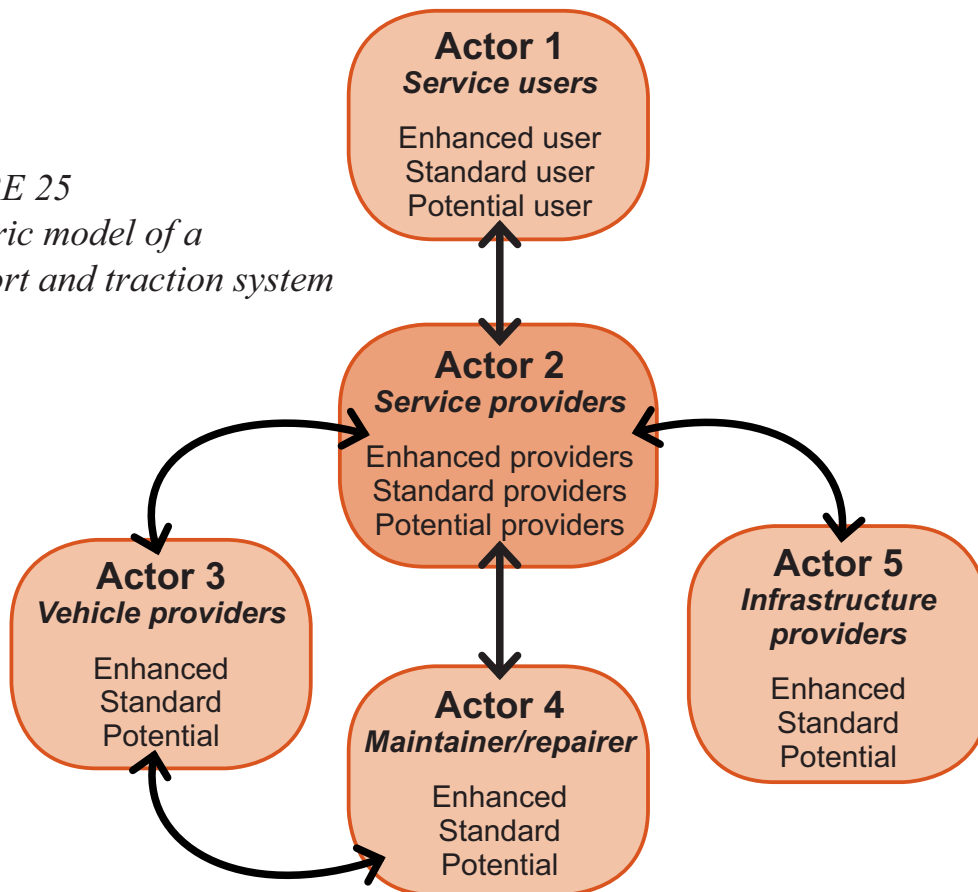 Actor 1
Service users
Enhanced user
Standard user
Potential user
RE 25
ric model of a
ort and traction system
Actor 2
Service providers
Enhanced providers
Standard providers
Potential providers
Actor 3
Vehicle providers
Enhanced
Standard
Potential
Actor 4
Maintainer/repairer
Enhanced
Standard
Potential
Actor 5
Infrastructure
providers
Enhanced
Standard
Potential